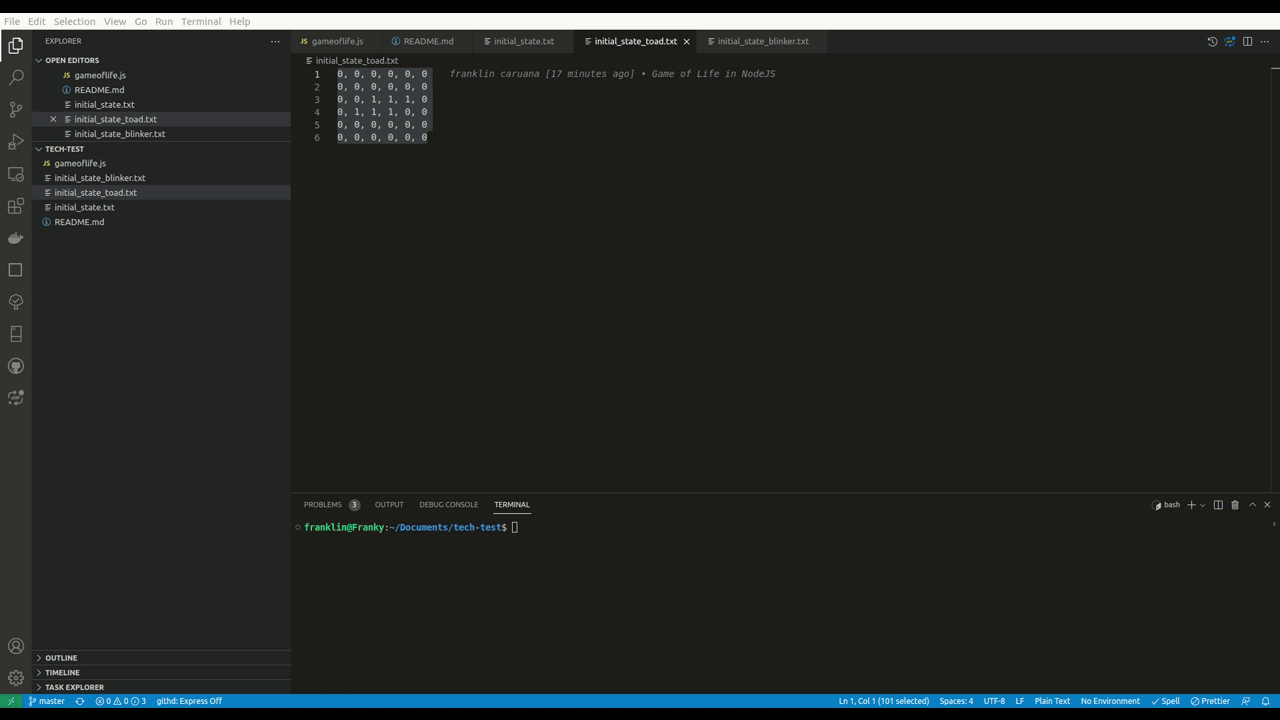 File Edit Selection View Go Run Terminal Help
EXPLORER
OPEN EDITORS
JS gameoflife.js
README.md
initial_state.txt
initial_state_toad.txt
initial_state_blinker.txt
TECH-TEST
JS gameoflife.js
initial_state_blinker.txt
initial_state_toad.txt
initial_state.txt
README.md
OUTLINE
TIMELINE
TASK EXPLORER
JS gameoflife.js README.md initial_state.txt initial_state_toad.txt initial_state_blinker.txt
initial_state_toad.txt
1 0, 0, 0, 0, 0, 0 franklin caruana [17 minutes ago] • Game of Life in NodeJS
2 0, 0, 0, 0, 0, 0
3 0, 0, 1, 1, 1, 0
4 0, 1, 1, 1, 0, 0
5 0, 0, 0, 0, 0, 0
6 0, 0, 0, 0, 0, 0
PROBLEMS 3 OUTPUT DEBUG CONSOLE TERMINAL
bash
franklin@Franky:~/Documents/tech-test$
master 0 0 3 githd: Express Off Ln 1, Col 1 (101 selected) Spaces: 4 UTF-8 LF Plain Text No Environment Spell Prettier